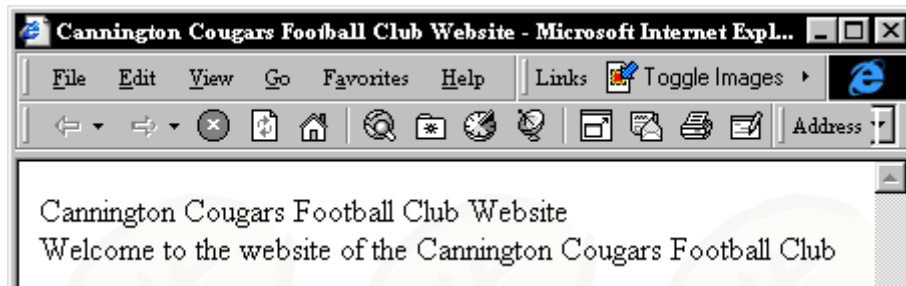 Cannington Cougars Football Club Website - Microsoft Internet Expl...
File Edit View Go Favorites Help Links Toggle Images
Address
Cannington Cougars Football Club Website
Welcome to the website of the Cannington Cougars Football Club